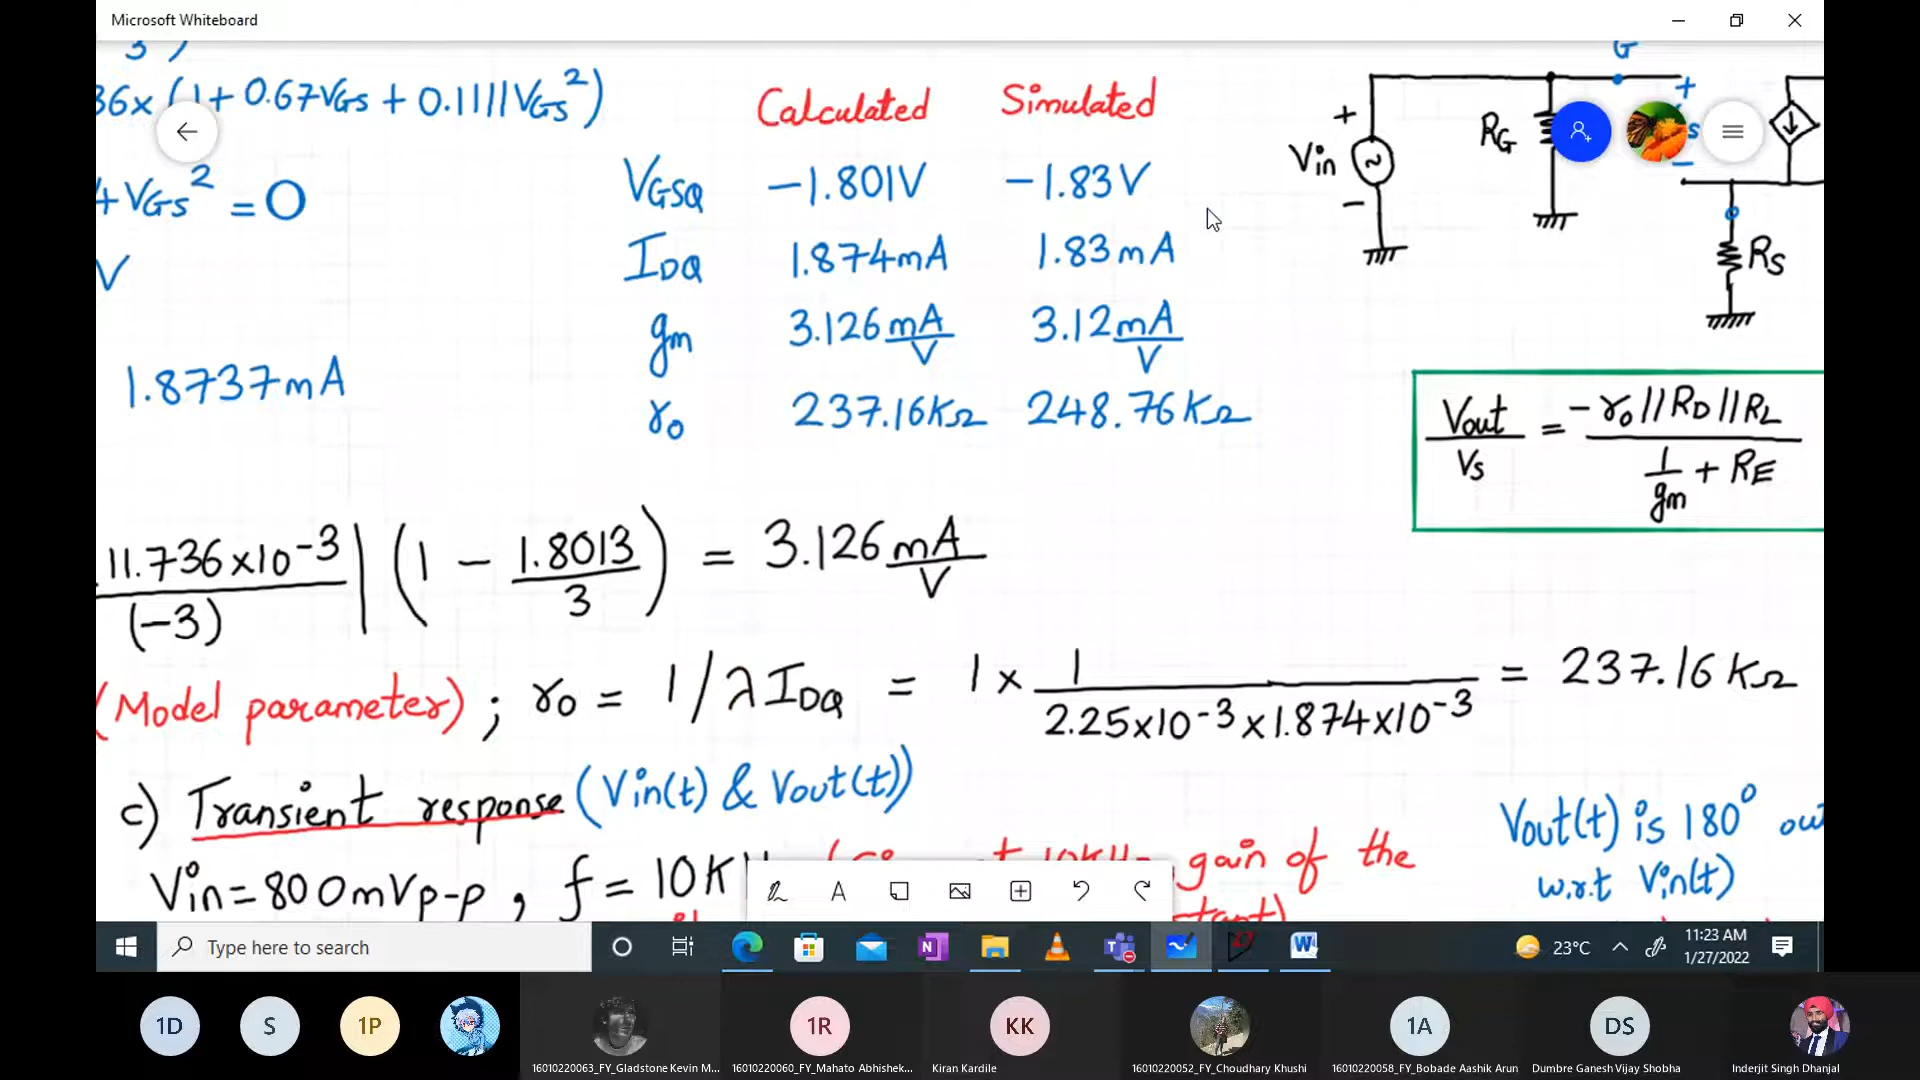 Microsoft Whiteboard
3 )
36x (1 + 0.67VGS + 0.1111VGS²)
+VGS² = 0
V
1.8737mA
Calculated Simulated
VGSQ -1.801V -1.83V
IDQ 1.874mA 1.83mA
gm 3.126mA/V 3.12mA/V
ro 237.16KΩ 248.76KΩ
G
+
Vin
+
-
RG
s
-
RS
Vout/Vs = -ro//RD//RL / (1/gm + RE)
11.736x10-3 / (-3) | (1 - 1.8013/3) = 3.126 mA/V
(Model parameter) ; ro = 1/λIDQ = 1 x 1 / 2.25x10-3x1.874x10-3 = 237.16KΩ
c) Transient response (Vin(t) & Vout(t))
Vin = 800mVp-p , f = 10K
10KHz gain of the
Vout(t) is 180°
w.r.t Vin(t)
A
Type here to search
23°C
11:23 AM
1/27/2022
1D
S
1P
1R
KK
1A
DS
16010220063_FY_Gladstone Kevin M...
16010220060_FY_Mahato Abhishek...
Kiran Kardile
16010220052_FY_Choudhary Khushi
16010220058_FY_Bobade Aashik Arun
Dumbre Ganesh Vijay Shobha
Inderjit Singh Dhanjal